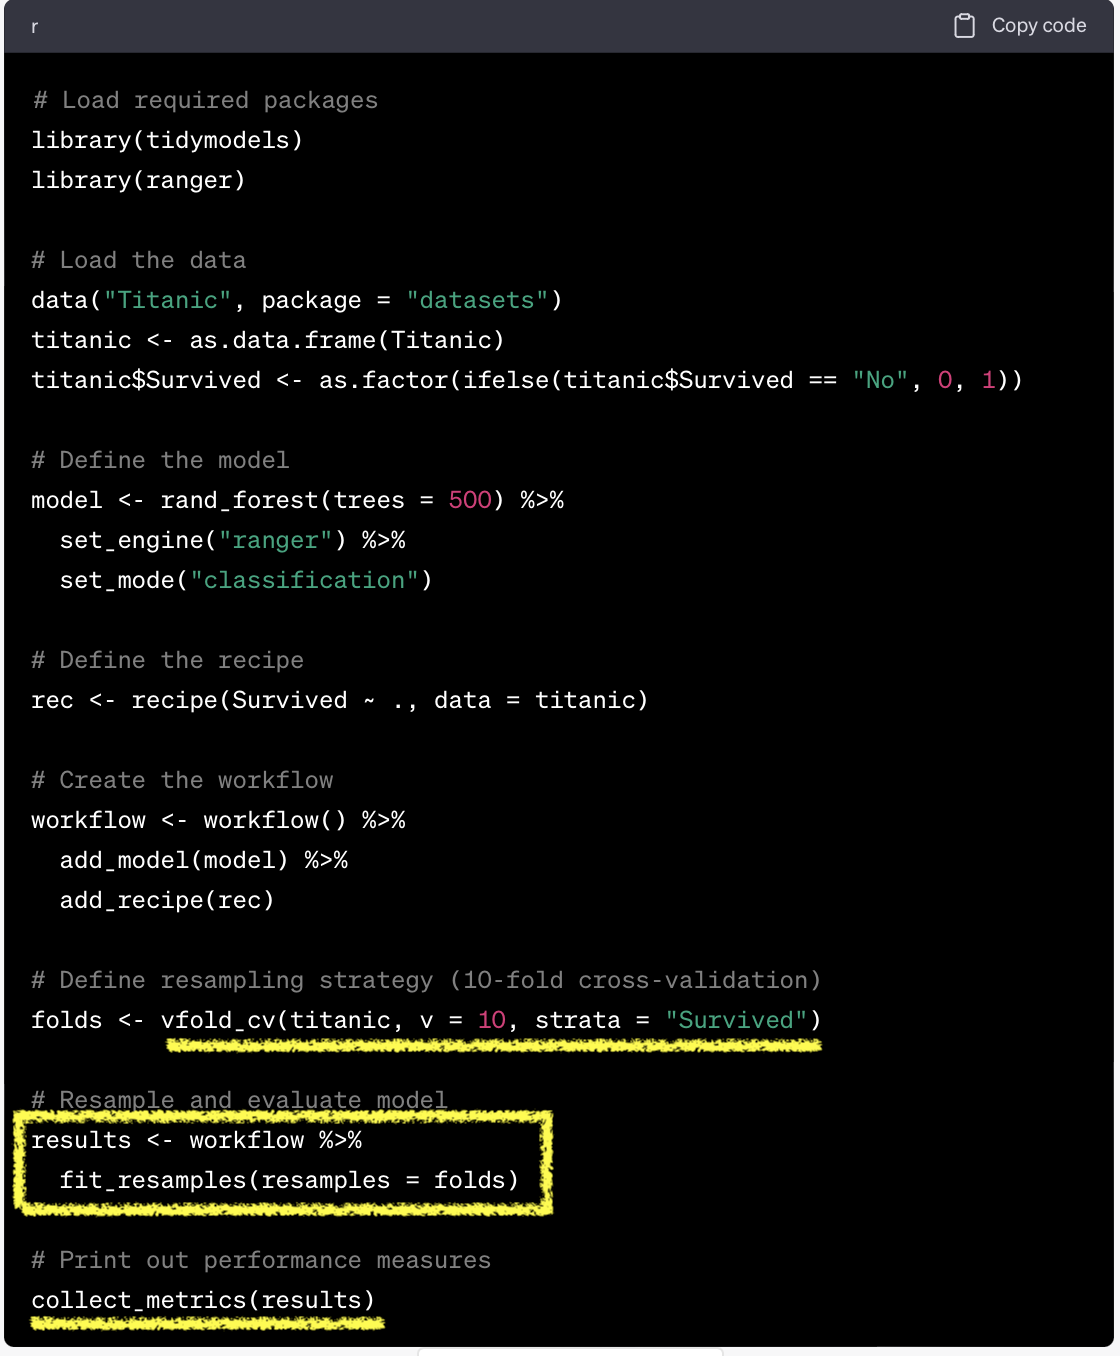 r
Copy code
# Load required packages
library(tidymodels)
library(ranger)
# Load the data
data("Titanic", package = "datasets")
titanic <- as.data.frame(Titanic)
titanic$Survived <- as.factor(ifelse(titanic$Survived == "No", 0, 1))
# Define the model
model <- rand_forest(trees = 500) %>%
  set_engine("ranger") %>%
  set_mode("classification")
# Define the recipe
rec <- recipe(Survived ~ ., data = titanic)
# Create the workflow
workflow <- workflow() %>%
  add_model(model) %>%
  add_recipe(rec)
# Define resampling strategy (10-fold cross-validation)
folds <- vfold_cv(titanic, v = 10, strata = "Survived")
# Resample and evaluate model
results <- workflow %>%
  fit_resamples(resamples = folds)
# Print out performance measures
collect_metrics(results)